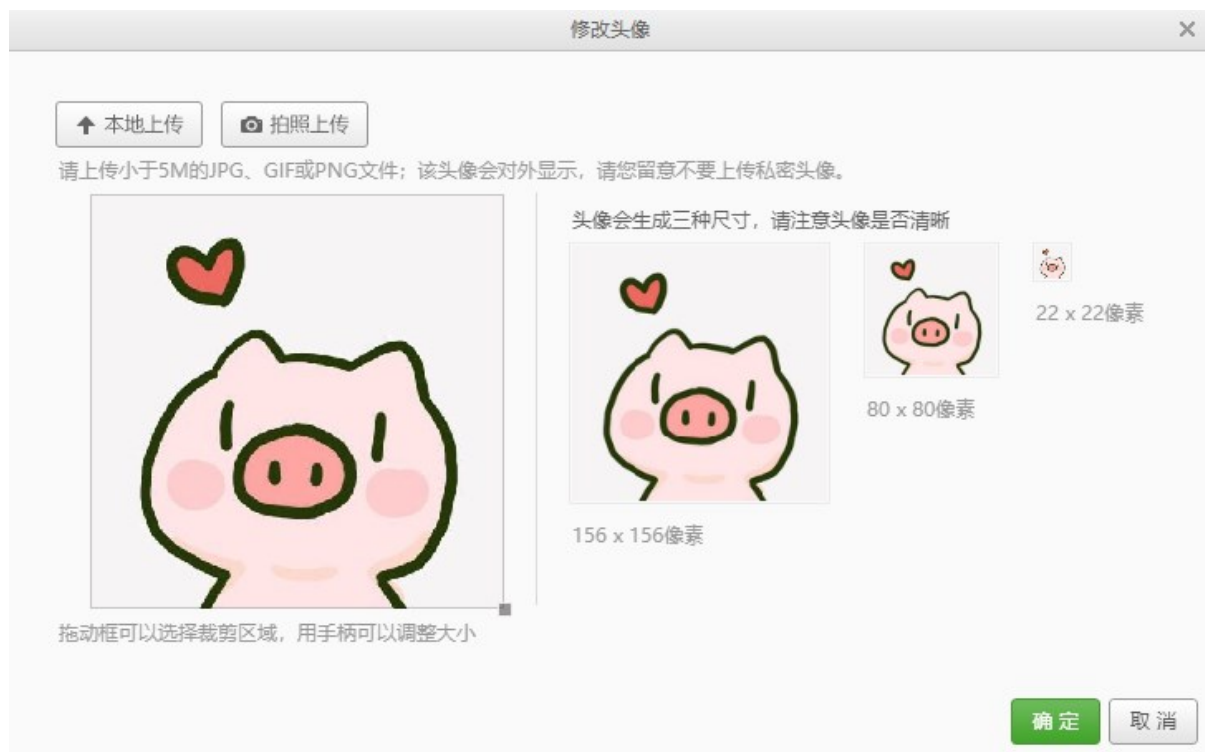 修改头像
本地上传 拍照上传
请上传小于5M的JPG、GIF或PNG文件；该头像会对外显示，请您留意不要上传私密头像。
头像会生成三种尺寸，请注意头像是否清晰
22 x 22像素
80 x 80像素
156 x 156像素
拖动框可以选择裁剪区域，用手柄可以调整大小
确定 取消